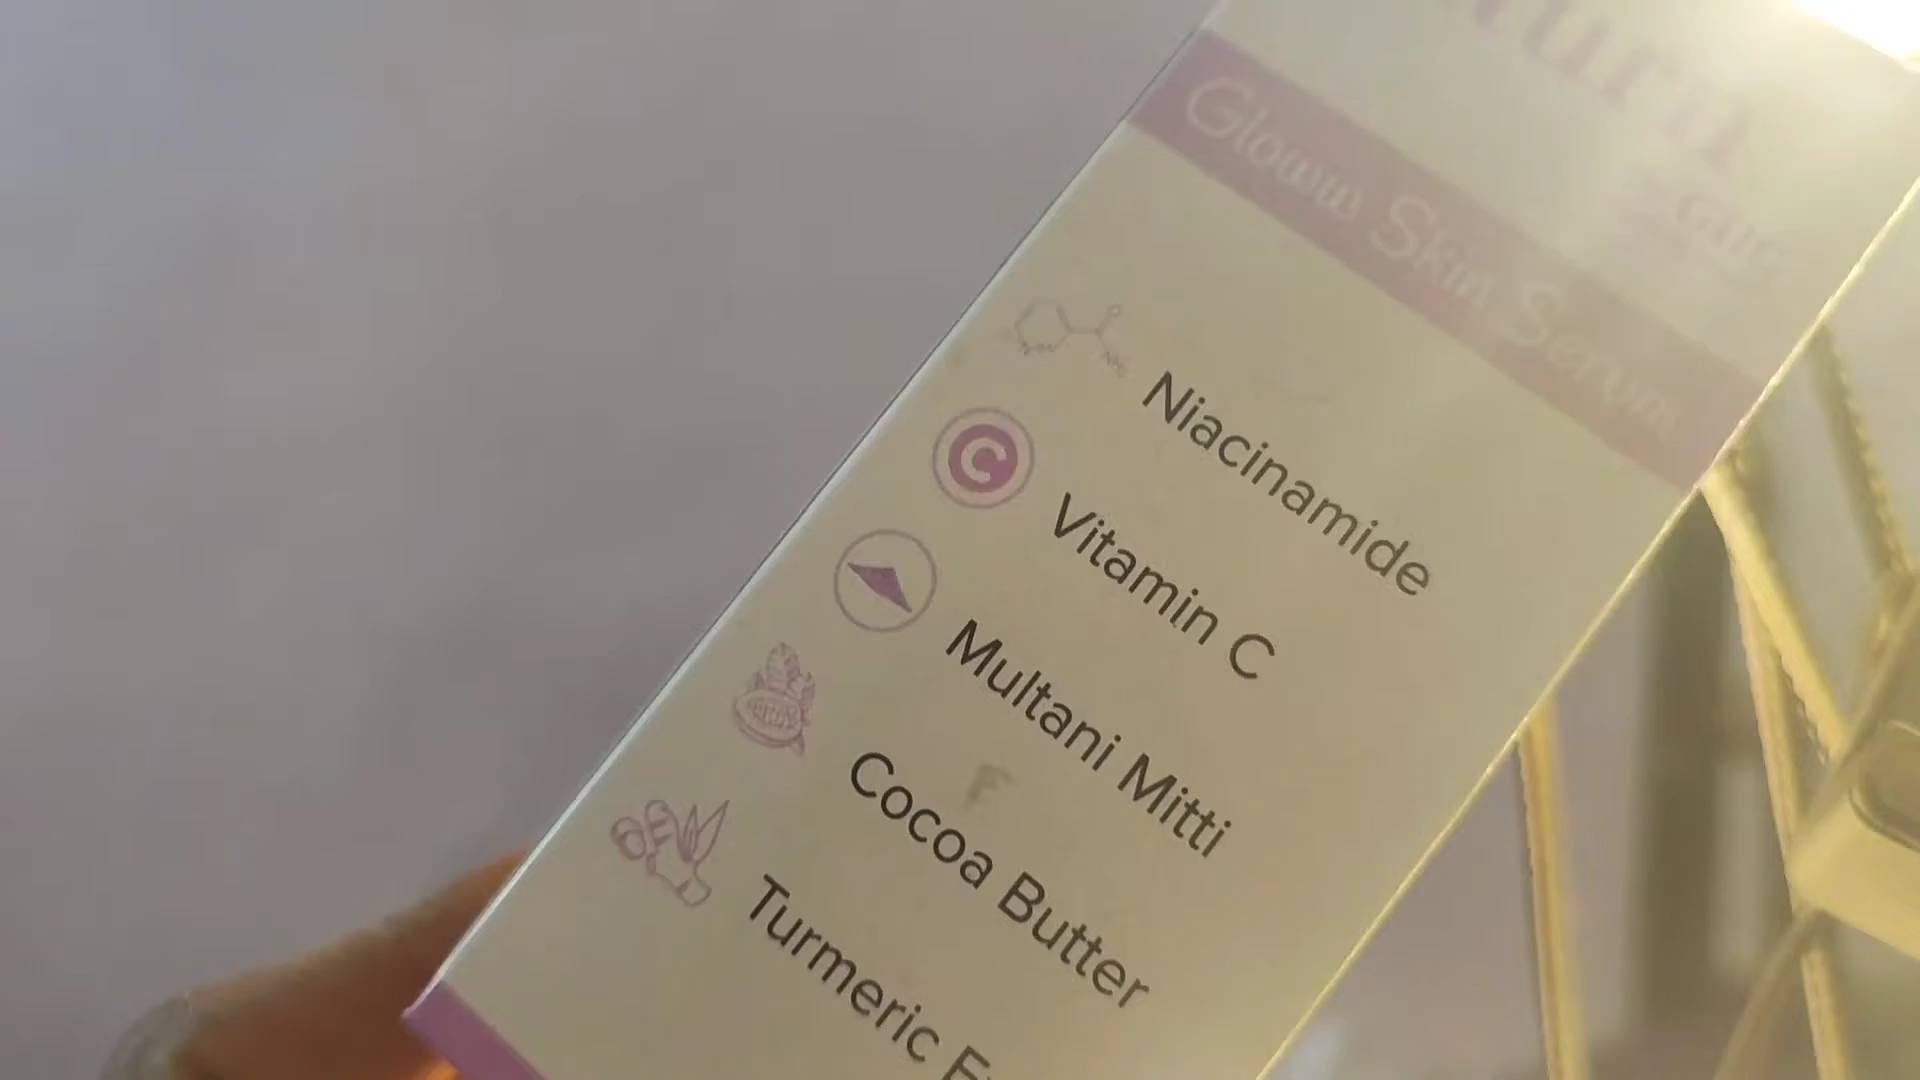 Gloww Skin Serum
Niacinamide
C
Vitamin C
Multani Mitti
Cocoa Butter
Turmeric